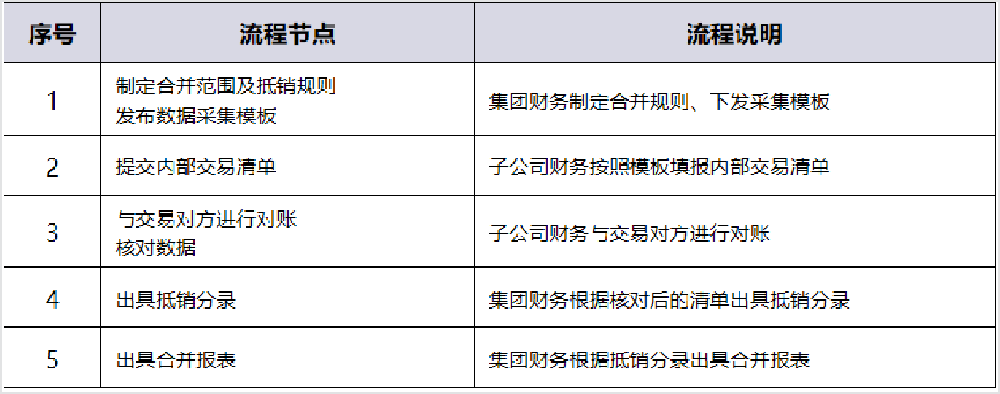 序号 流程节点 流程说明
1 制定合并范围及抵销规则
发布数据采集模板 集团财务制定合并规则、下发采集模板
2 提交内部交易清单 子公司财务按照模板填报内部交易清单
3 与交易对方进行对账
核对数据 子公司财务与交易对方进行对账
4 出具抵销分录 集团财务根据核对后的清单出具抵销分录
5 出具合并报表 集团财务根据抵销分录出具合并报表